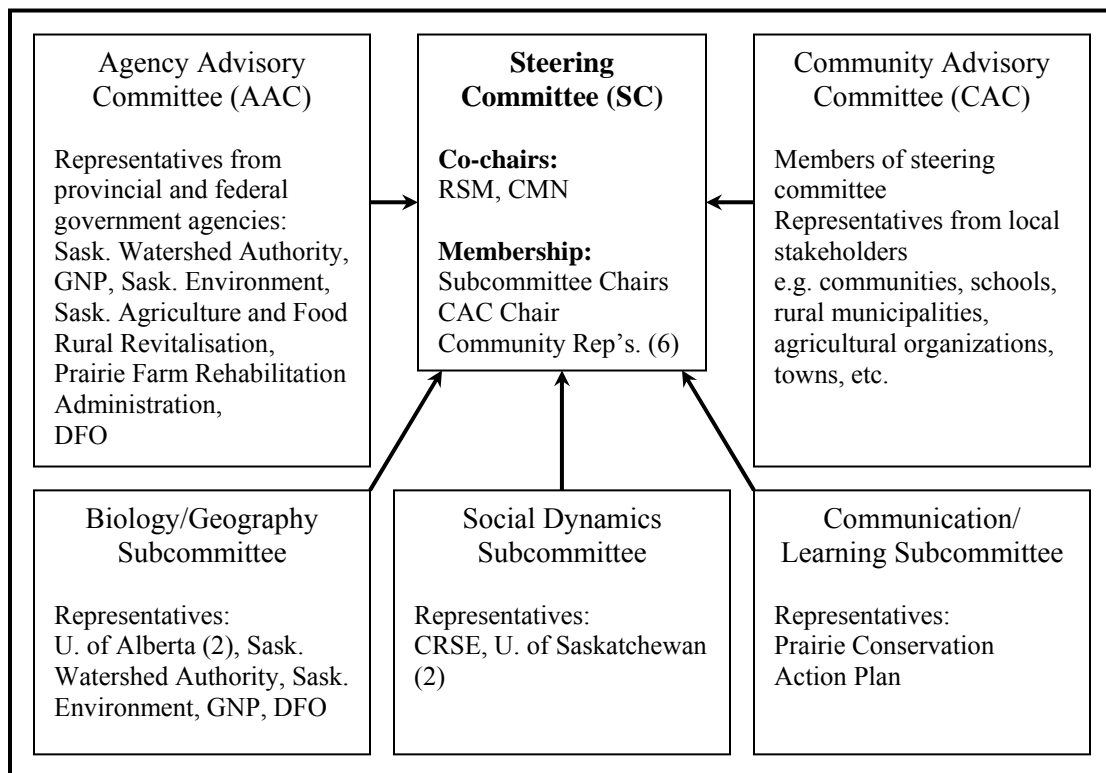 Agency Advisory
Committee (AAC)
Representatives from
provincial and federal
government agencies:
Sask. Watershed Authority,
GNP, Sask. Environment,
Sask. Agriculture and Food
Rural Revitalisation,
Prairie Farm Rehabilitation
Administration,
DFO
Steering
Committee (SC)
Co-chairs:
RSM, CMN
Membership:
Subcommittee Chairs
CAC Chair
Community Rep’s. (6)
Community Advisory
Committee (CAC)
Members of steering
committee
Representatives from local
stakeholders
e.g. communities, schools,
rural municipalities,
agricultural organizations,
towns, etc.
Biology/Geography
Subcommittee
Representatives:
U. of Alberta (2), Sask.
Watershed Authority, Sask.
Environment, GNP, DFO
Social Dynamics
Subcommittee
Representatives:
CRSE, U. of Saskatchewan
(2)
Communication/
Learning Subcommittee
Representatives:
Prairie Conservation
Action Plan